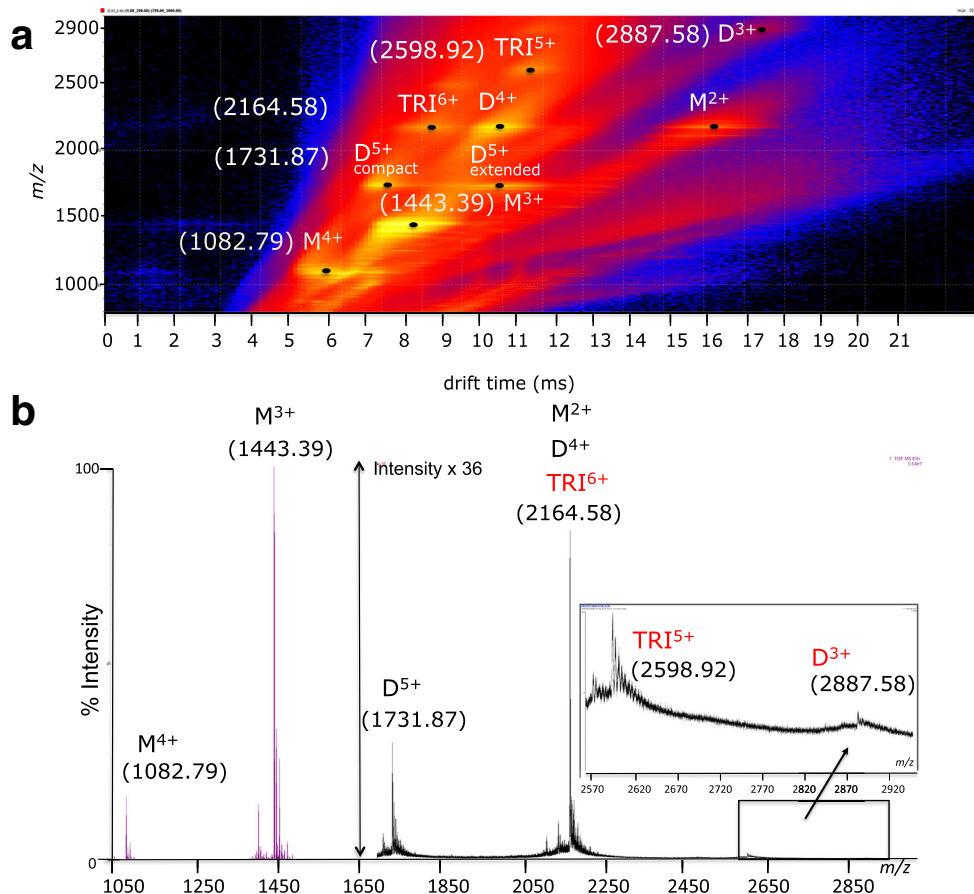 a
2900
2500
2000
1500
1000
m/z
(2598.92) TRI5+
(2887.58) D3+
(2164.58)
TRI6+
D4+
M2+
(1731.87)
D5+
compact
D5+
extended
(1443.39) M3+
(1082.79) M4+
0 1 2 3 4 5 6 7 8 9 10 11 12 13 14 15 16 17 18 19 20 21
drift time (ms)
b
M3+
(1443.39)
M2+
D4+
TRI6+
(2164.58)
100
Intensity x 36
1: TOF MS ES+
% Intensity
D5+
(1731.87)
M4+
(1082.79)
TRI5+
(2598.92)
D3+
(2887.58)
m/z
2570 2620 2670 2720 2770 2820 2870 2920
0
1050 1250 1450 1650 1850 2050 2250 2450 2650 2850
m/z